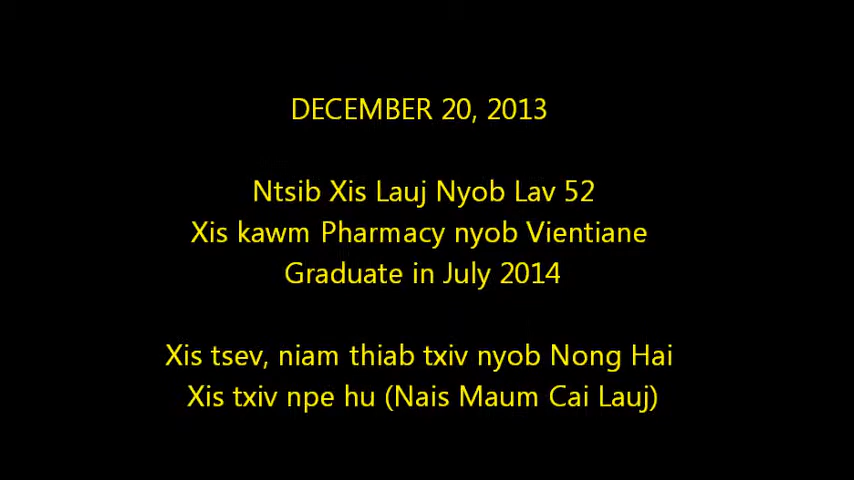 DECEMBER 20, 2013
Ntsib Xis Lauj Nyob Lav 52
Xis kawm Pharmacy nyob Vientiane
Graduate in July 2014
Xis tsev, niam thiab txiv nyob Nong Hai
Xis txiv npe hu (Nais Maum Cai Lauj)